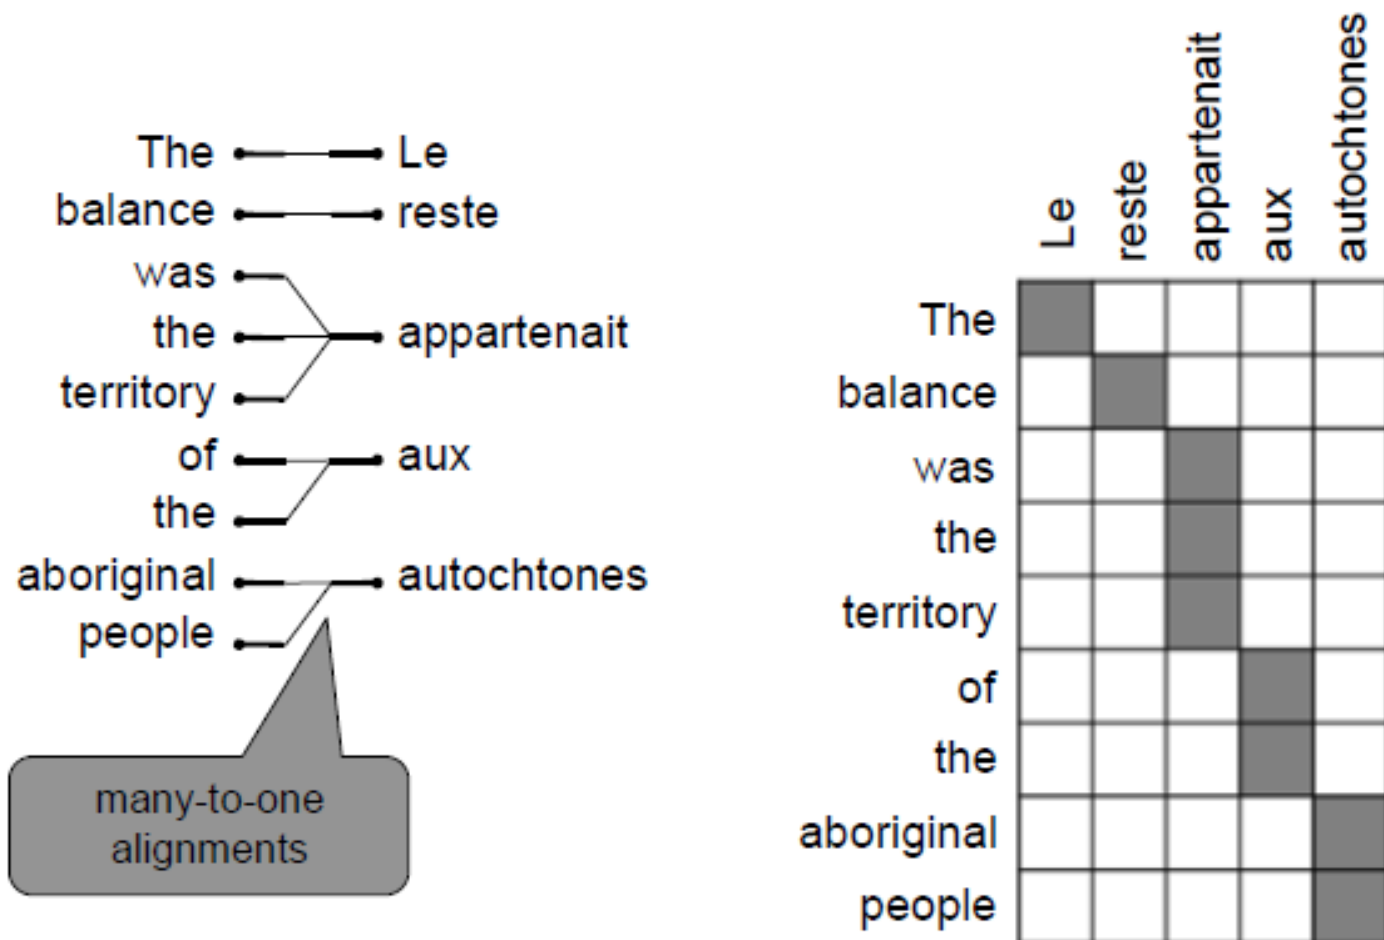 The Le
balance reste
was
the appartenait
territory
of aux
the
aboriginal autochtones
people
many-to-one
alignments
Le
reste
appartenait
aux
autochtones
The
balance
was
the
territory
of
the
aboriginal
people